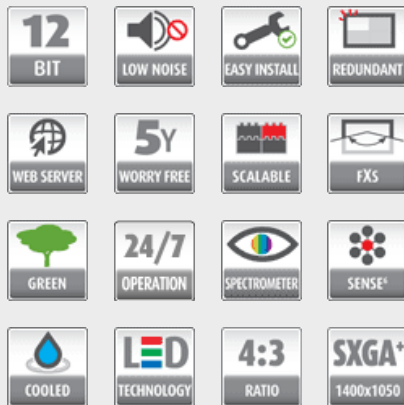 12
BIT
LOW NOISE
EASY INSTALL
REDUNDANT
WEB SERVER
5Y
WORRY FREE
SCALABLE
FXS
GREEN
24/7
OPERATION
SPECTROMETER
SENSE⁶
COOLED
LED
TECHNOLOGY
4:3
RATIO
SXGA+
1400x1050